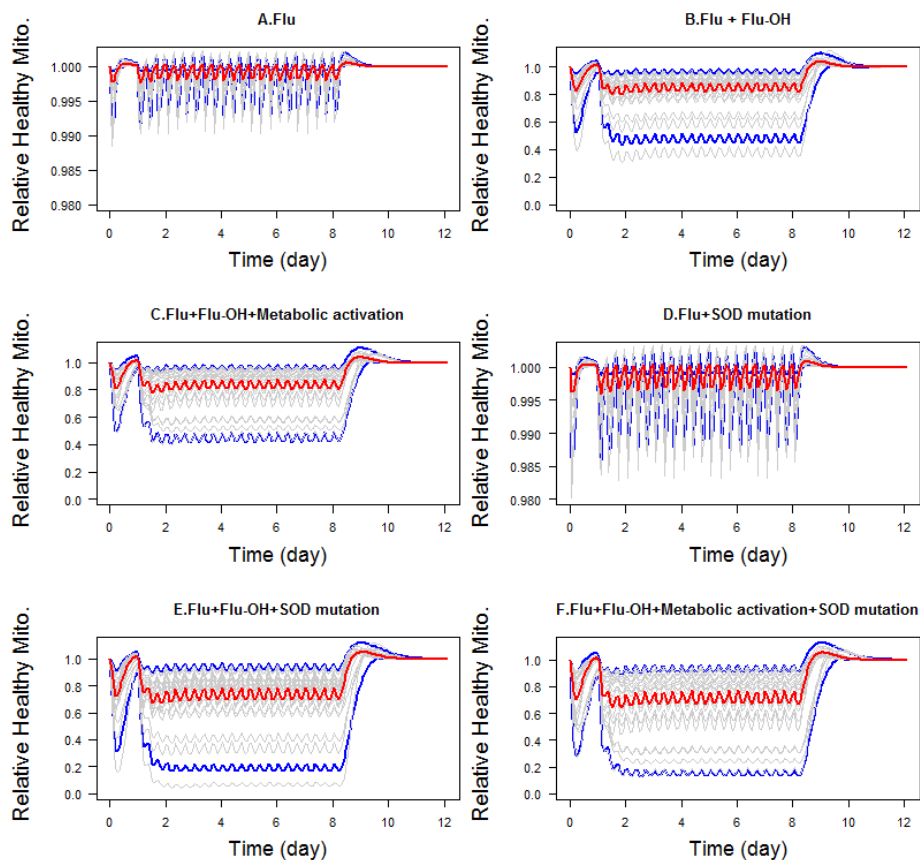 A.Flu
Relative Healthy Mito.
1.000
0.995
0.990
0.985
0.980
0 2 4 6 8 10 12
Time (day)
B.Flu + Flu-OH
Relative Healthy Mito.
1.0
0.8
0.6
0.4
0.2
0.0
0 2 4 6 8 10 12
Time (day)
C.Flu+Flu-OH+Metabolic activation
Relative Healthy Mito.
1.0
0.8
0.6
0.4
0.2
0.0
0 2 4 6 8 10 12
Time (day)
D.Flu+SOD mutation
Relative Healthy Mito.
1.000
0.995
0.990
0.985
0.980
0 2 4 6 8 10 12
Time (day)
E.Flu+Flu-OH+SOD mutation
Relative Healthy Mito.
1.0
0.8
0.6
0.4
0.2
0.0
0 2 4 6 8 10 12
Time (day)
F.Flu+Flu-OH+Metabolic activation+SOD mutation
Relative Healthy Mito.
1.0
0.8
0.6
0.4
0.2
0.0
0 2 4 6 8 10 12
Time (day)